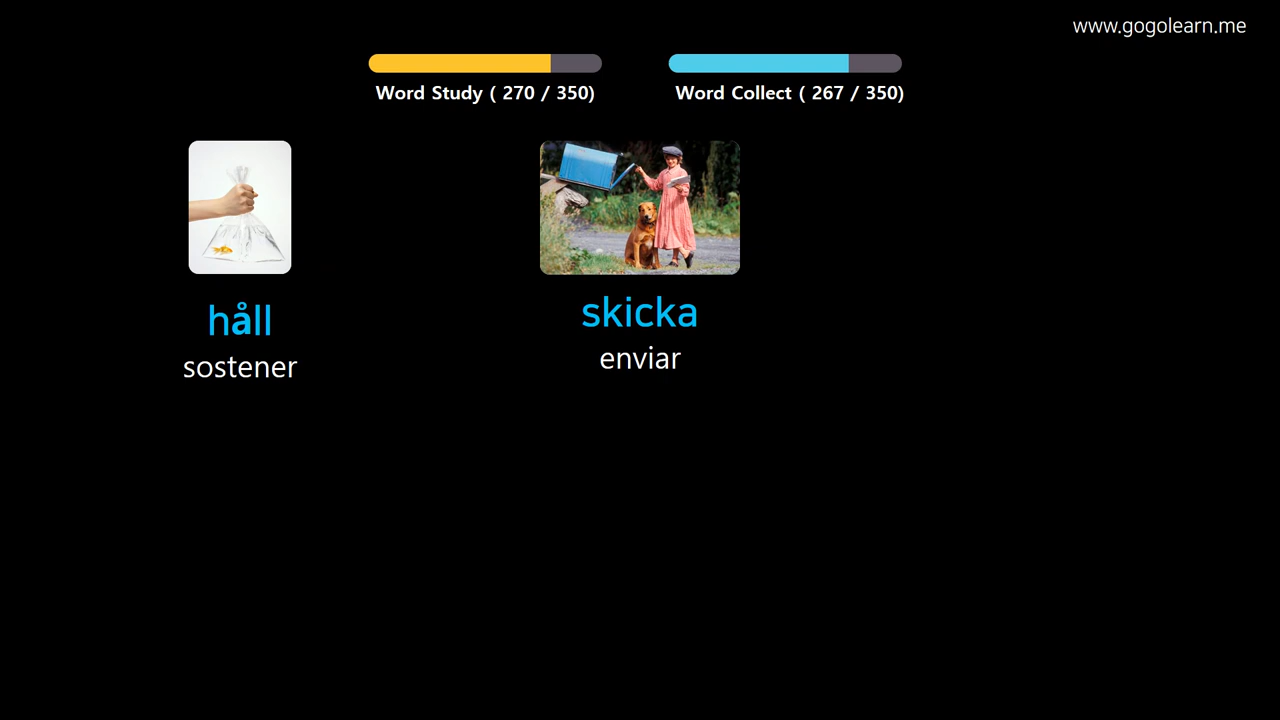 www.gogolearn.me
Word Study ( 270 / 350)
Word Collect ( 267 / 350)
håll
sostener
skicka
enviar